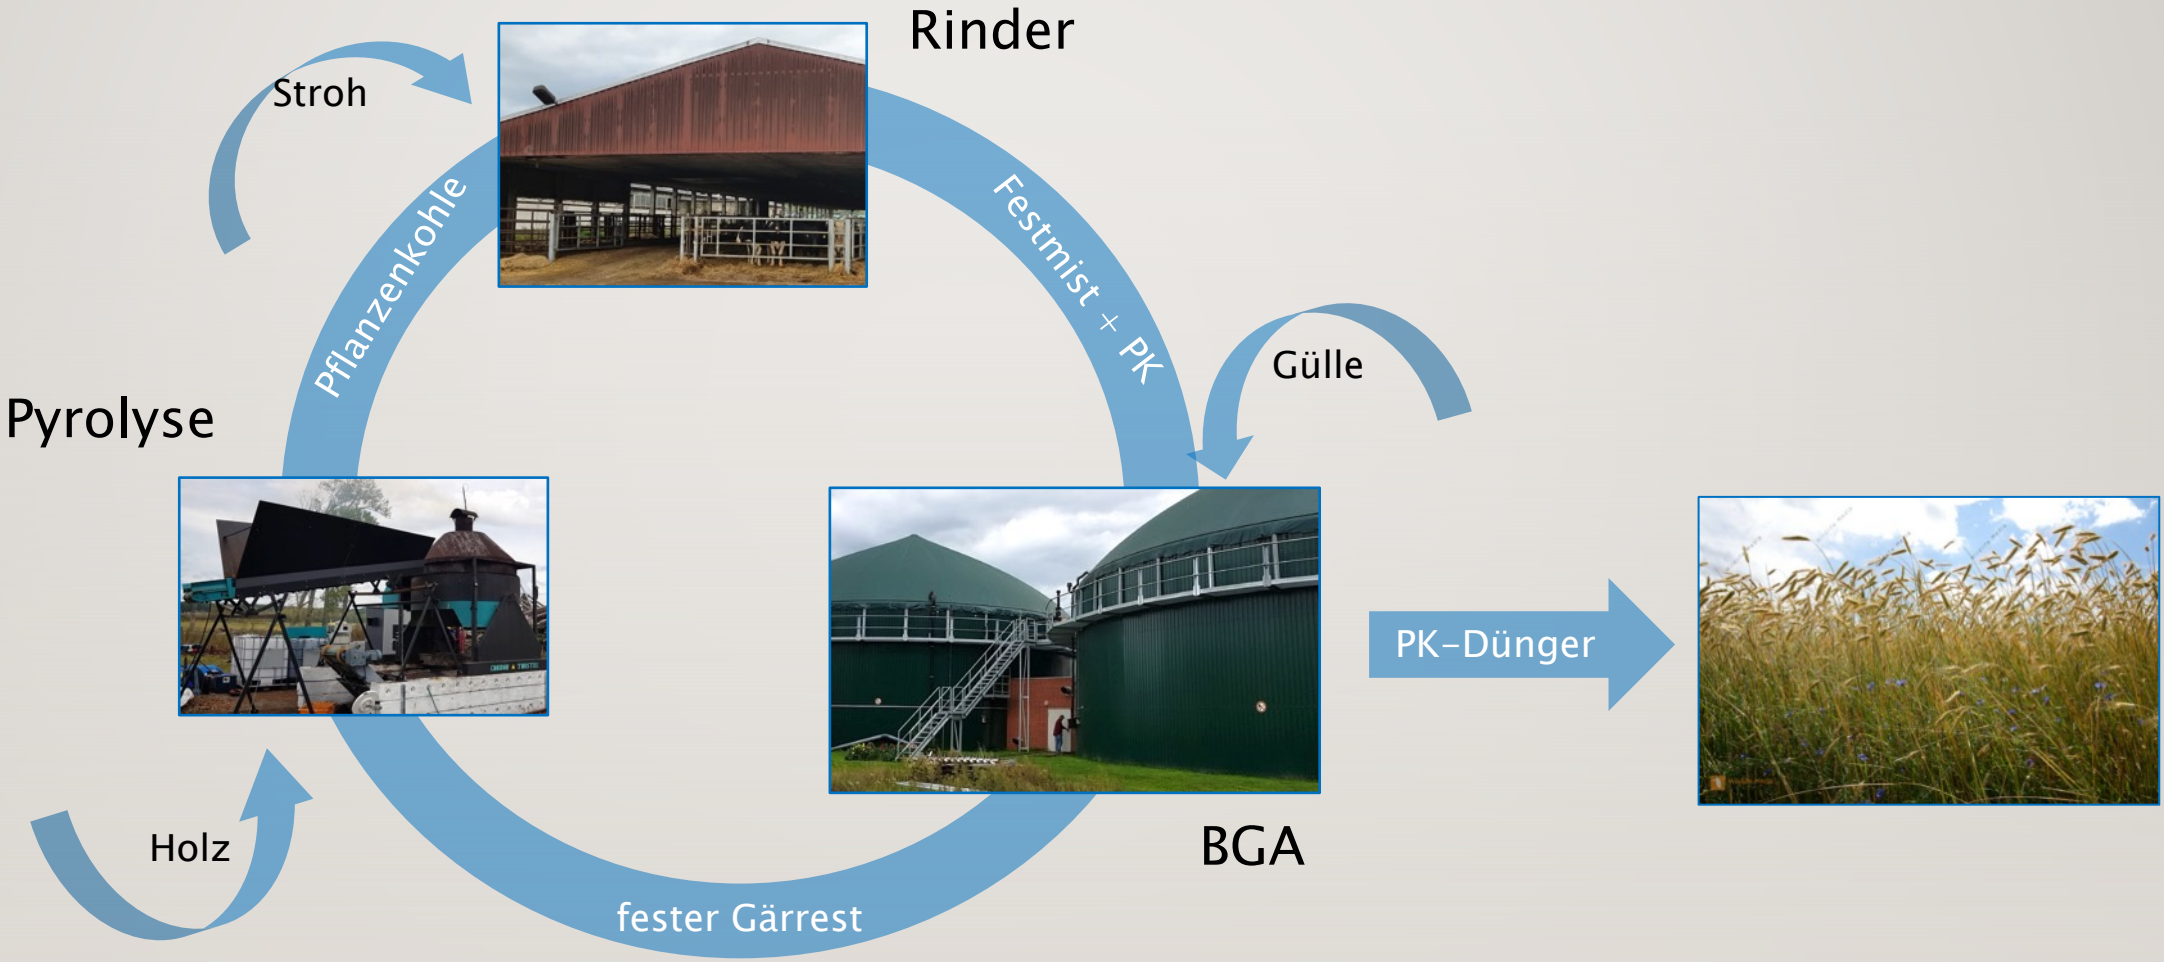 Rinder
Stroh
Pflanzenkohle
Festmist + PK
Gülle
Pyrolyse
PK-Dünger
Holz
BGA
fester Gärrest